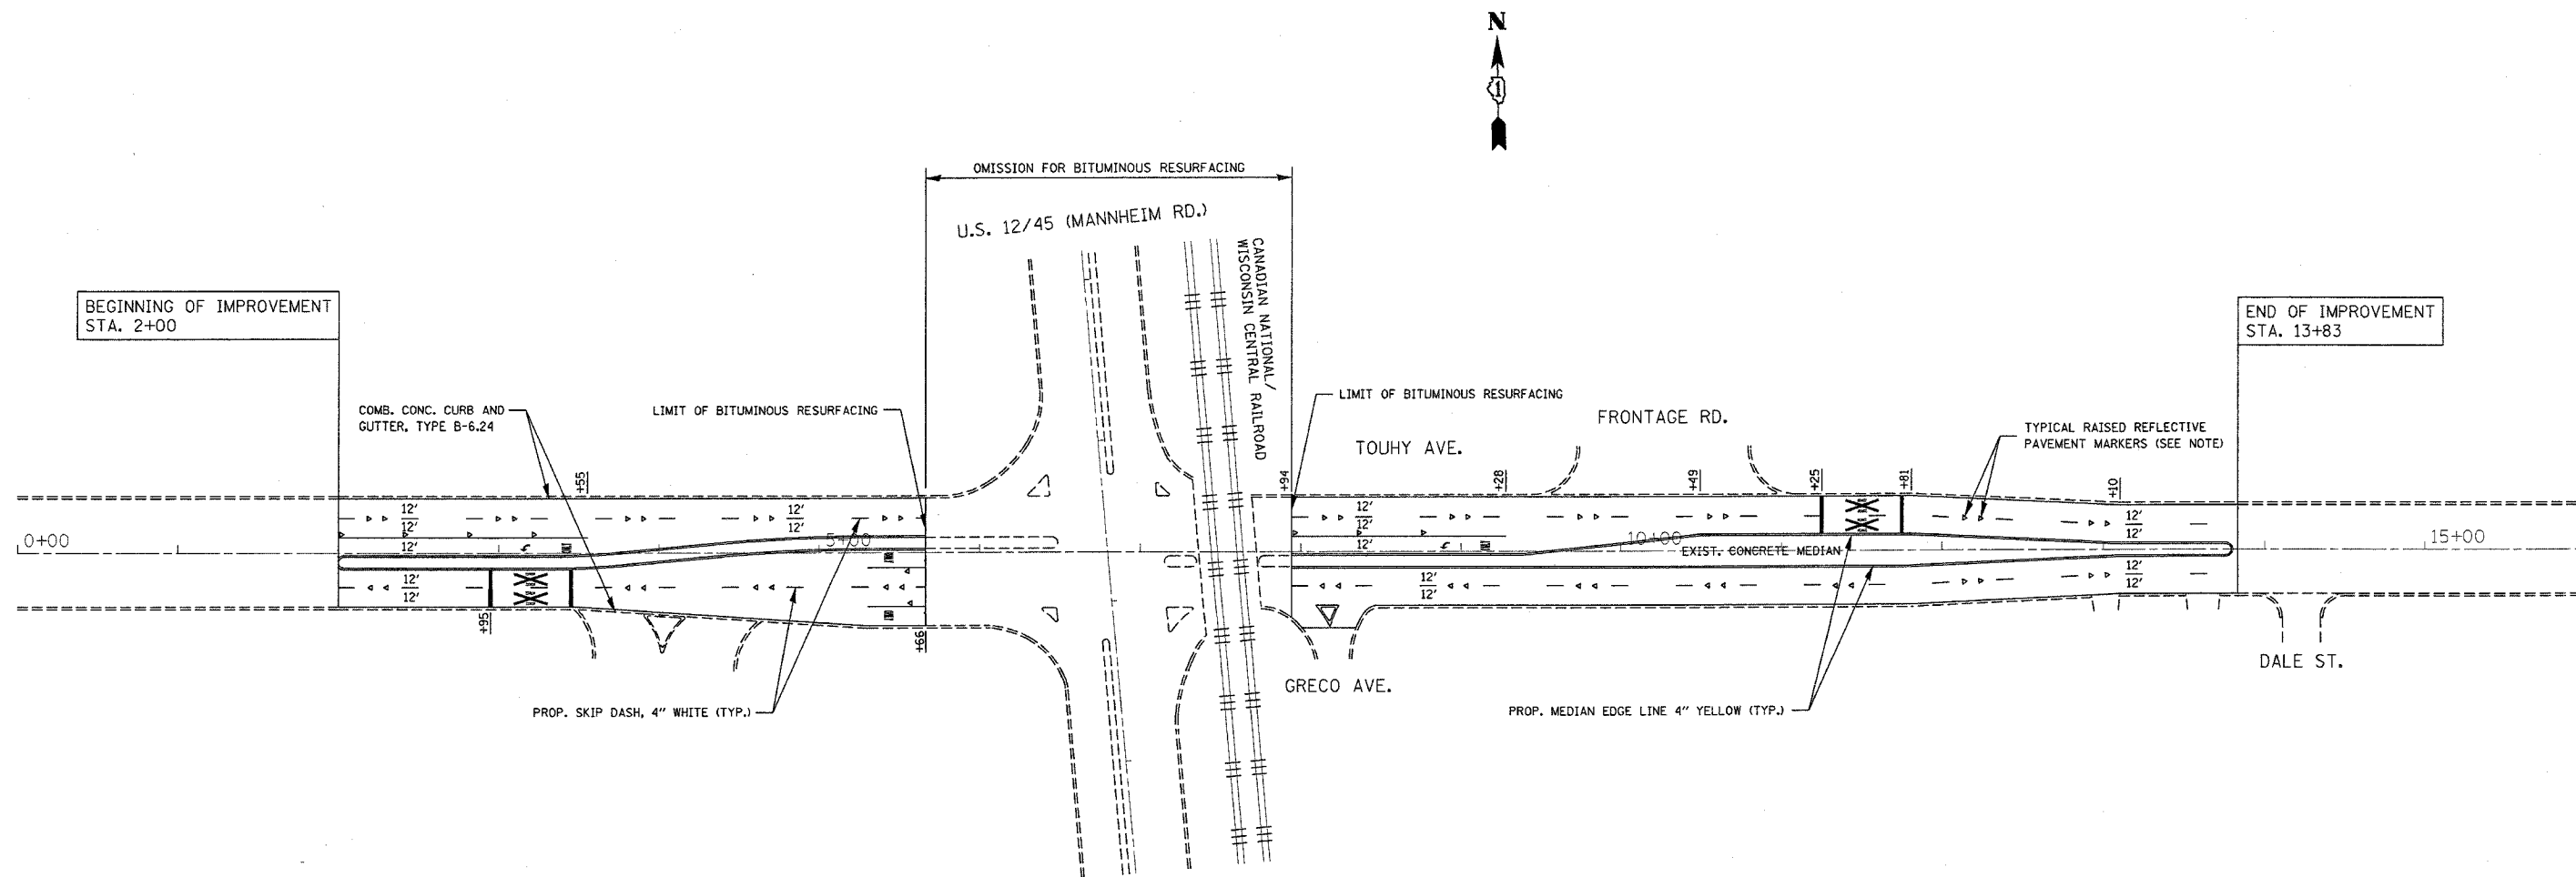 N
1
OMISSION FOR BITUMINOUS RESURFACING
U.S. 12/45 (MANNHEIM RD.)
CANADIAN NATIONAL/
WISCONSIN CENTRAL RAILROAD
BEGINNING OF IMPROVEMENT
STA. 2+00
END OF IMPROVEMENT
STA. 13+83
COMB. CONC. CURB AND
GUTTER, TYPE B-6.24
LIMIT OF BITUMINOUS RESURFACING
LIMIT OF BITUMINOUS RESURFACING
TOUHY AVE.
FRONTAGE RD.
TYPICAL RAISED REFLECTIVE
PAVEMENT MARKERS (SEE NOTE)
+55
+94
+28
+49
+25
+81
+10
12'
12'
12'
12'
12'
12'
12'
12'
12'
12'
0+00
5+00
10+00
15+00
EXIST. CONCRETE MEDIAN
12'
12'
12'
12'
12'
12'
+95
+66
PROP. SKIP DASH, 4" WHITE (TYP.)
GRECO AVE.
PROP. MEDIAN EDGE LINE 4" YELLOW (TYP.)
DALE ST.